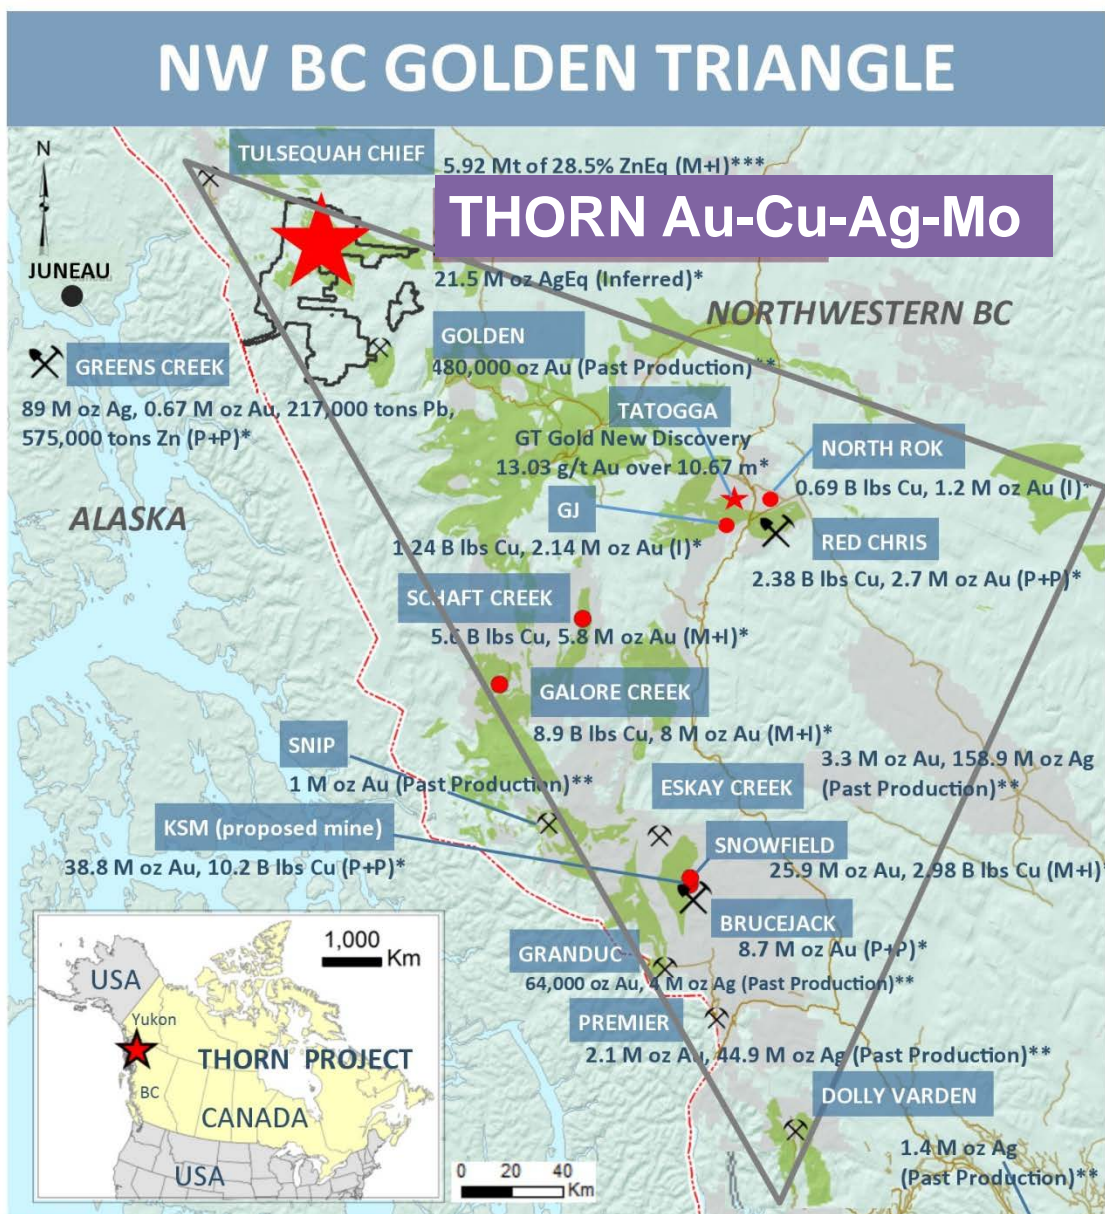 NW BC GOLDEN TRIANGLE
N
TULSEQUAH CHIEF
5.92 Mt of 28.5% ZnEq (M+I)***
THORN Au-Cu-Ag-Mo
21.5 M oz AgEq (Inferred)*
JUNEAU
NORTHWESTERN BC
GREENS CREEK
89 M oz Ag, 0.67 M oz Au, 217,000 tons Pb,
575,000 tons Zn (P+P)*
GOLDEN
480,000 oz Au (Past Production)**
TATOGGA
GT Gold New Discovery
13.03 g/t Au over 10.67 m*
NORTH ROK
0.69 B lbs Cu, 1.2 M oz Au (I)*
ALASKA
GJ
1.24 B lbs Cu, 2.14 M oz Au (I)*
RED CHRIS
2.38 B lbs Cu, 2.7 M oz Au (P+P)*
SCHAFT CREEK
5.6 B lbs Cu, 5.8 M oz Au (M+I)*
GALORE CREEK
8.9 B lbs Cu, 8 M oz Au (M+I)*
SNIP
1 M oz Au (Past Production)**
ESKAY CREEK
3.3 M oz Au, 158.9 M oz Ag
(Past Production)**
KSM (proposed mine)
38.8 M oz Au, 10.2 B lbs Cu (P+P)*
SNOWFIELD
25.9 M oz Au, 2.98 B lbs Cu (M+I)*
BRUCEJACK
8.7 M oz Au (P+P)*
GRANDUC
64,000 oz Au, 4 M oz Ag (Past Production)**
PREMIER
2.1 M oz Au, 44.9 M oz Ag (Past Production)**
DOLLY VARDEN
1.4 M oz Ag
(Past Production)**
1,000
Km
USA
Yukon
THORN PROJECT
BC
CANADA
USA
0 20 40
Km